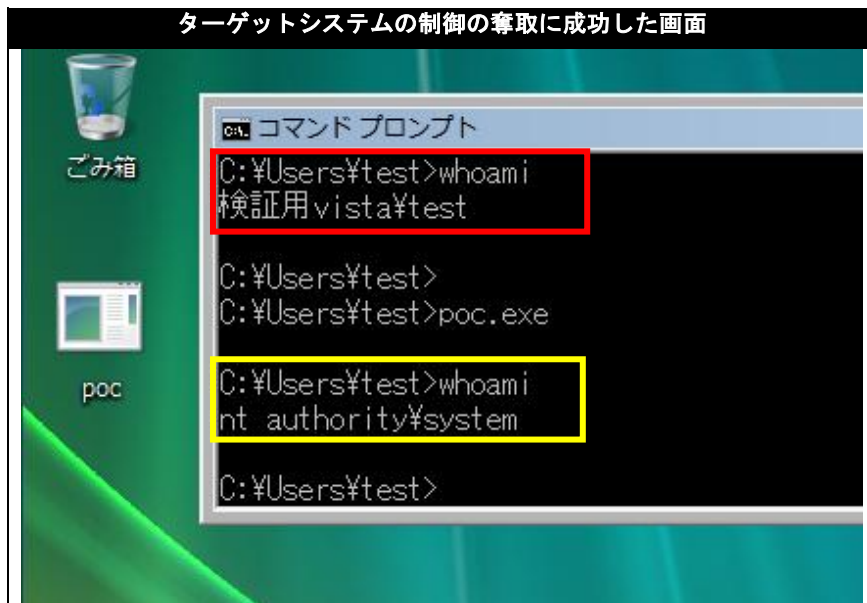 ターゲットシステムの制御の奪取に成功した画面
ごみ箱
poc
コマンド プロンプト
C:¥Users¥test>whoami
検証用vista¥test
C:¥Users¥test>
C:¥Users¥test>poc.exe
C:¥Users¥test>whoami
nt authority¥system
C:¥Users¥test>